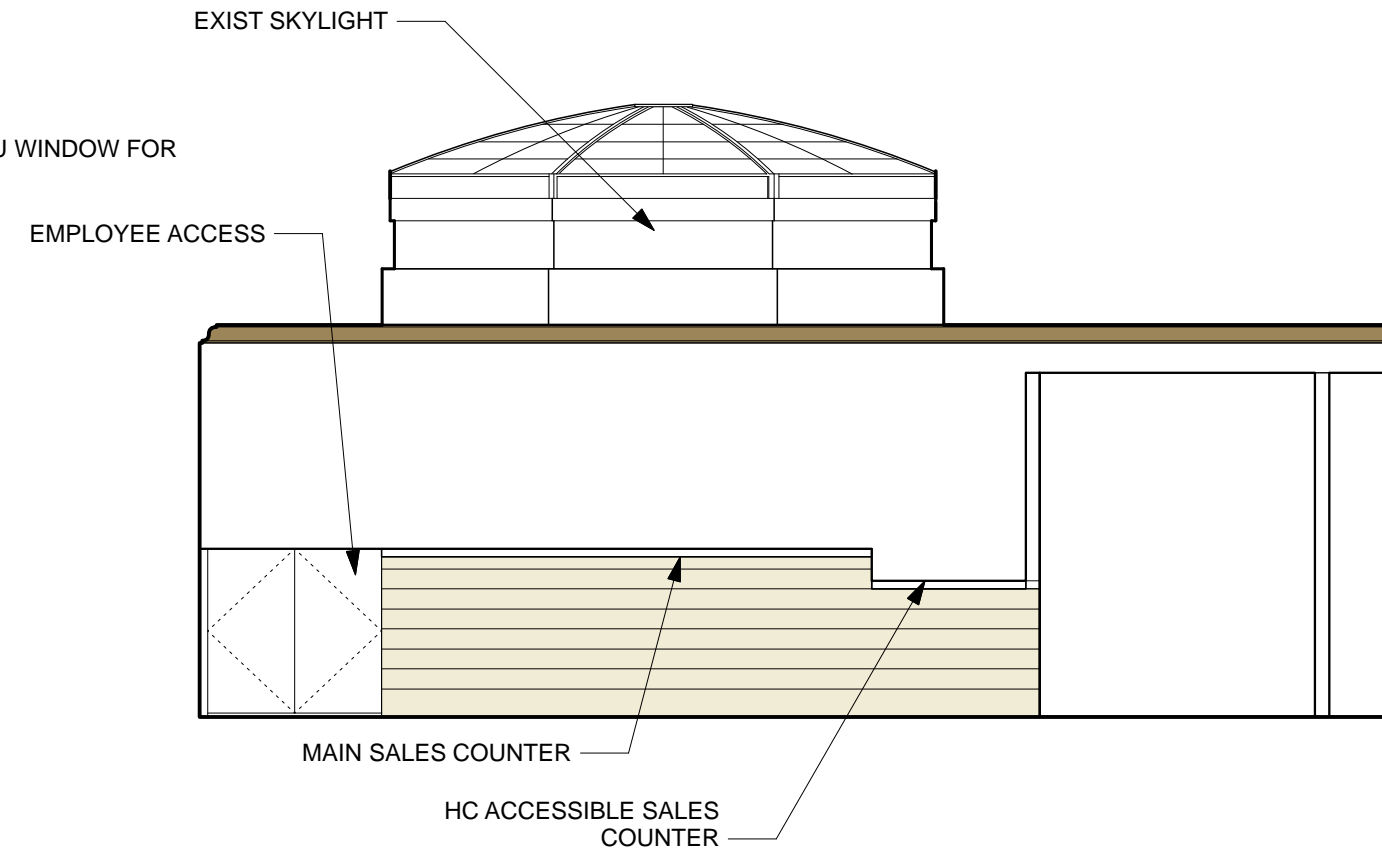 EXIST SKYLIGHT
WINDOW FOR
EMPLOYEE ACCESS
MAIN SALES COUNTER
HC ACCESSIBLE SALES
COUNTER